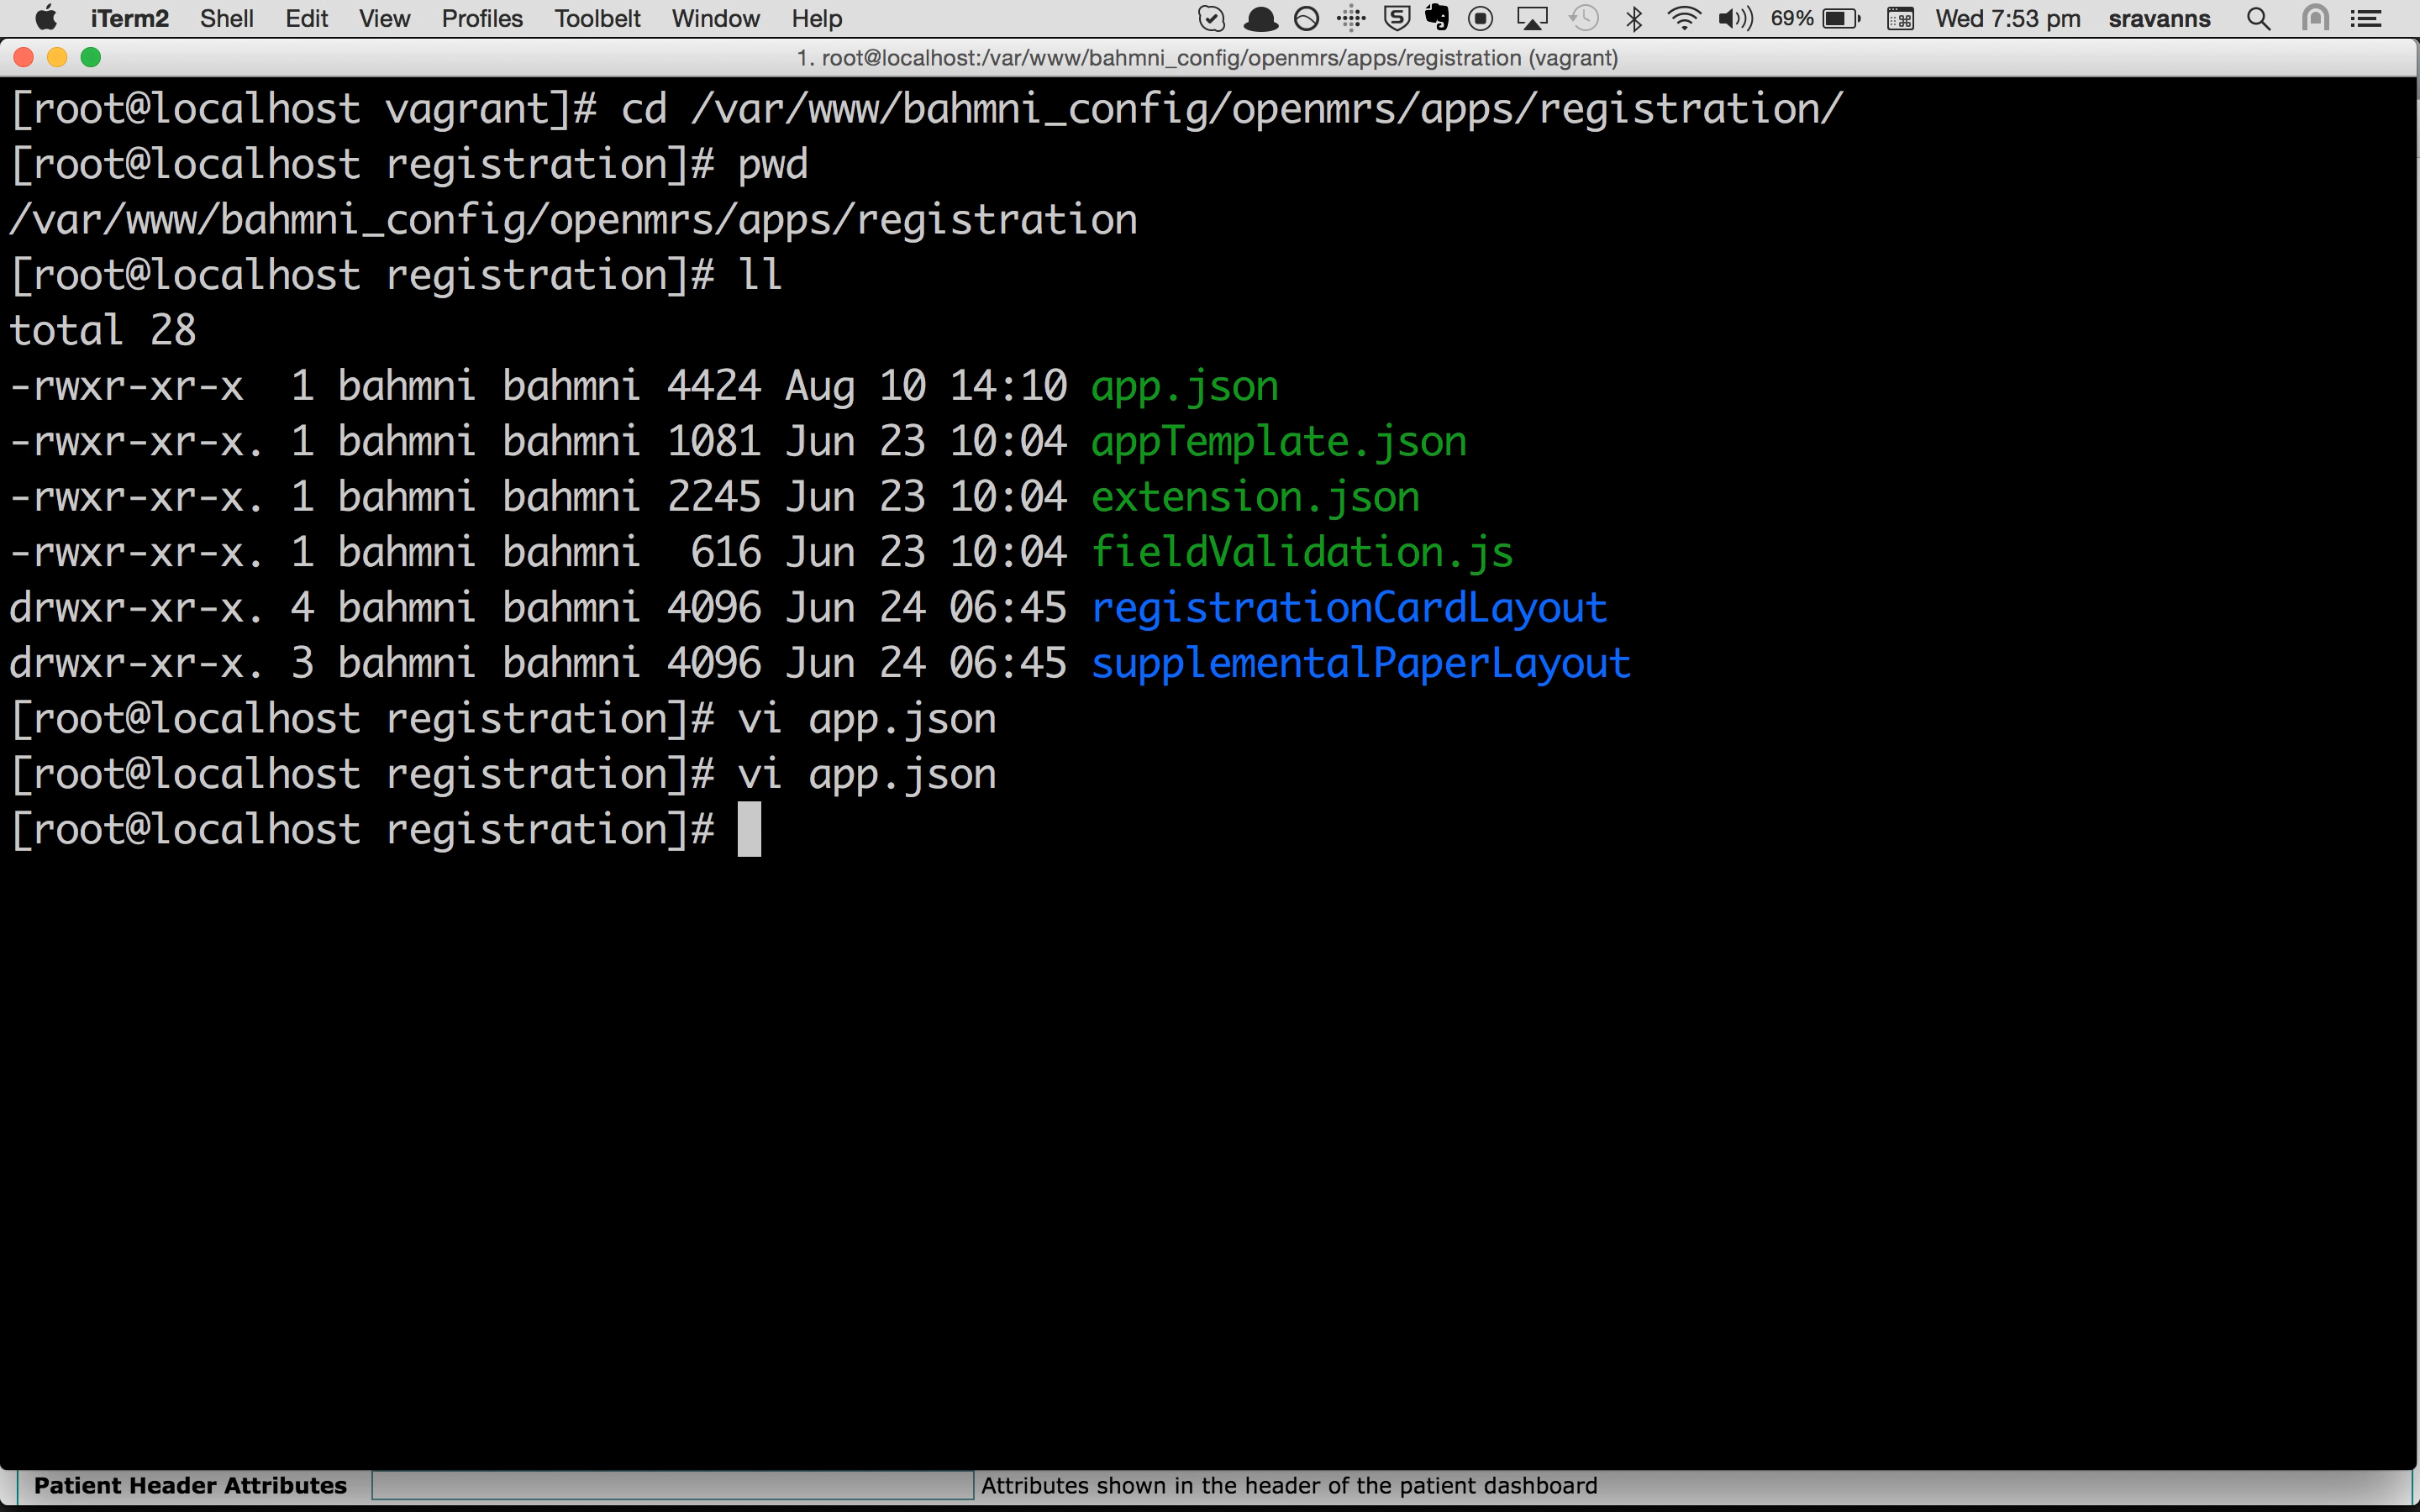 iTerm2 Shell Edit View Profiles Toolbelt Window Help 69% Wed 7:53 pm sravanns
1. root@localhost:/var/www/bahmni_config/openmrs/apps/registration (vagrant)
[root@localhost vagrant]# cd /var/www/bahmni_config/openmrs/apps/registration/
[root@localhost registration]# pwd
/var/www/bahmni_config/openmrs/apps/registration
[root@localhost registration]# ll
total 28
-rwxr-xr-x  1 bahmni bahmni 4424 Aug 10 14:10 app.json
-rwxr-xr-x. 1 bahmni bahmni 1081 Jun 23 10:04 appTemplate.json
-rwxr-xr-x. 1 bahmni bahmni 2245 Jun 23 10:04 extension.json
-rwxr-xr-x. 1 bahmni bahmni  616 Jun 23 10:04 fieldValidation.js
drwxr-xr-x. 4 bahmni bahmni 4096 Jun 24 06:45 registrationCardLayout
drwxr-xr-x. 3 bahmni bahmni 4096 Jun 24 06:45 supplementalPaperLayout
[root@localhost registration]# vi app.json
[root@localhost registration]# vi app.json
[root@localhost registration]#
Patient Header Attributes Attributes shown in the header of the patient dashboard